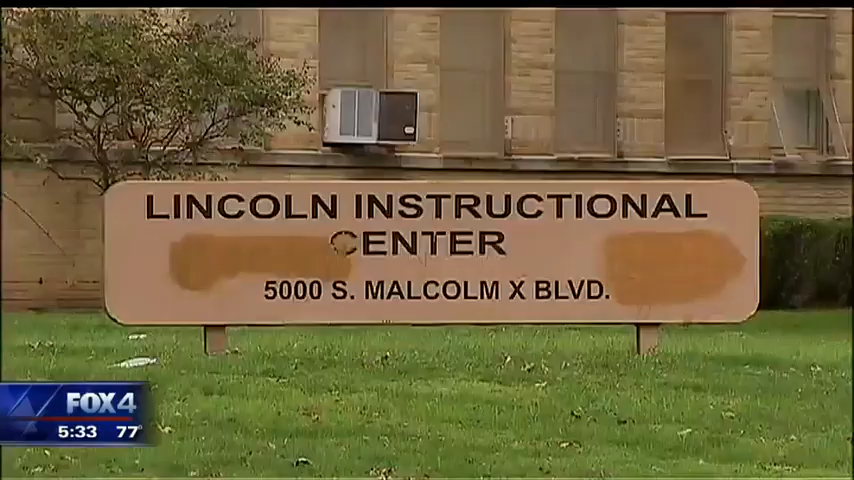 LINCOLN INSTRUCTIONAL
CENTER
5000 S. MALCOLM X BLVD.
FOX 4
5:33 77°